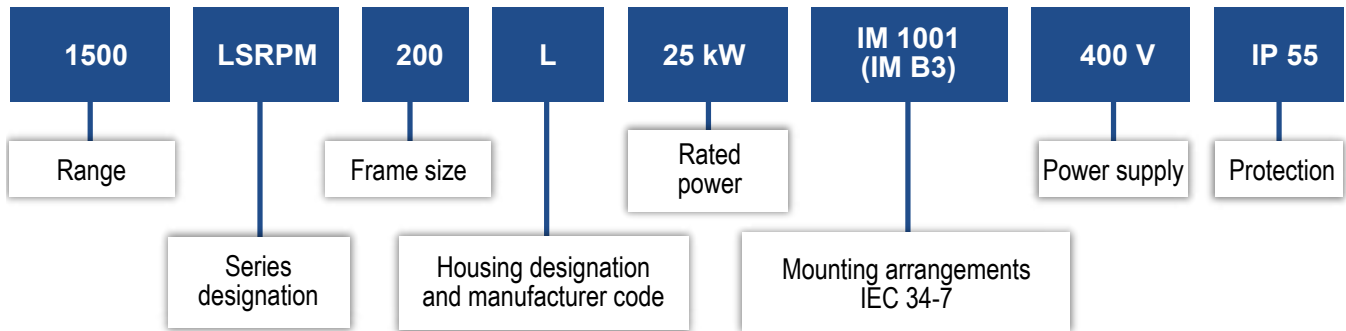 1500
LSRPM
200
L
25 kW
IM 1001
(IM B3)
400 V
IP 55
Range
Frame size
Rated
power
Power supply
Protection
Series
designation
Housing designation
and manufacturer code
Mounting arrangements
IEC 34-7